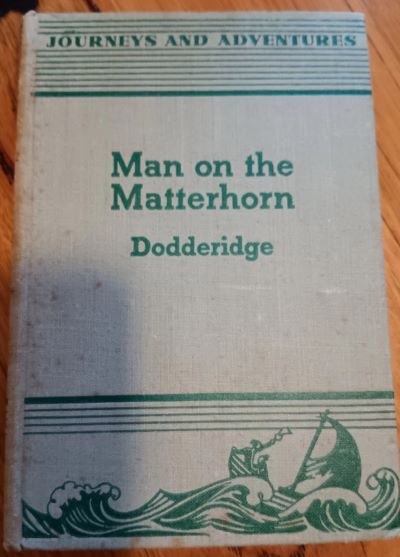 JOURNEYS AND ADVENTURES
Man on the
Matterhorn
Dodderidge